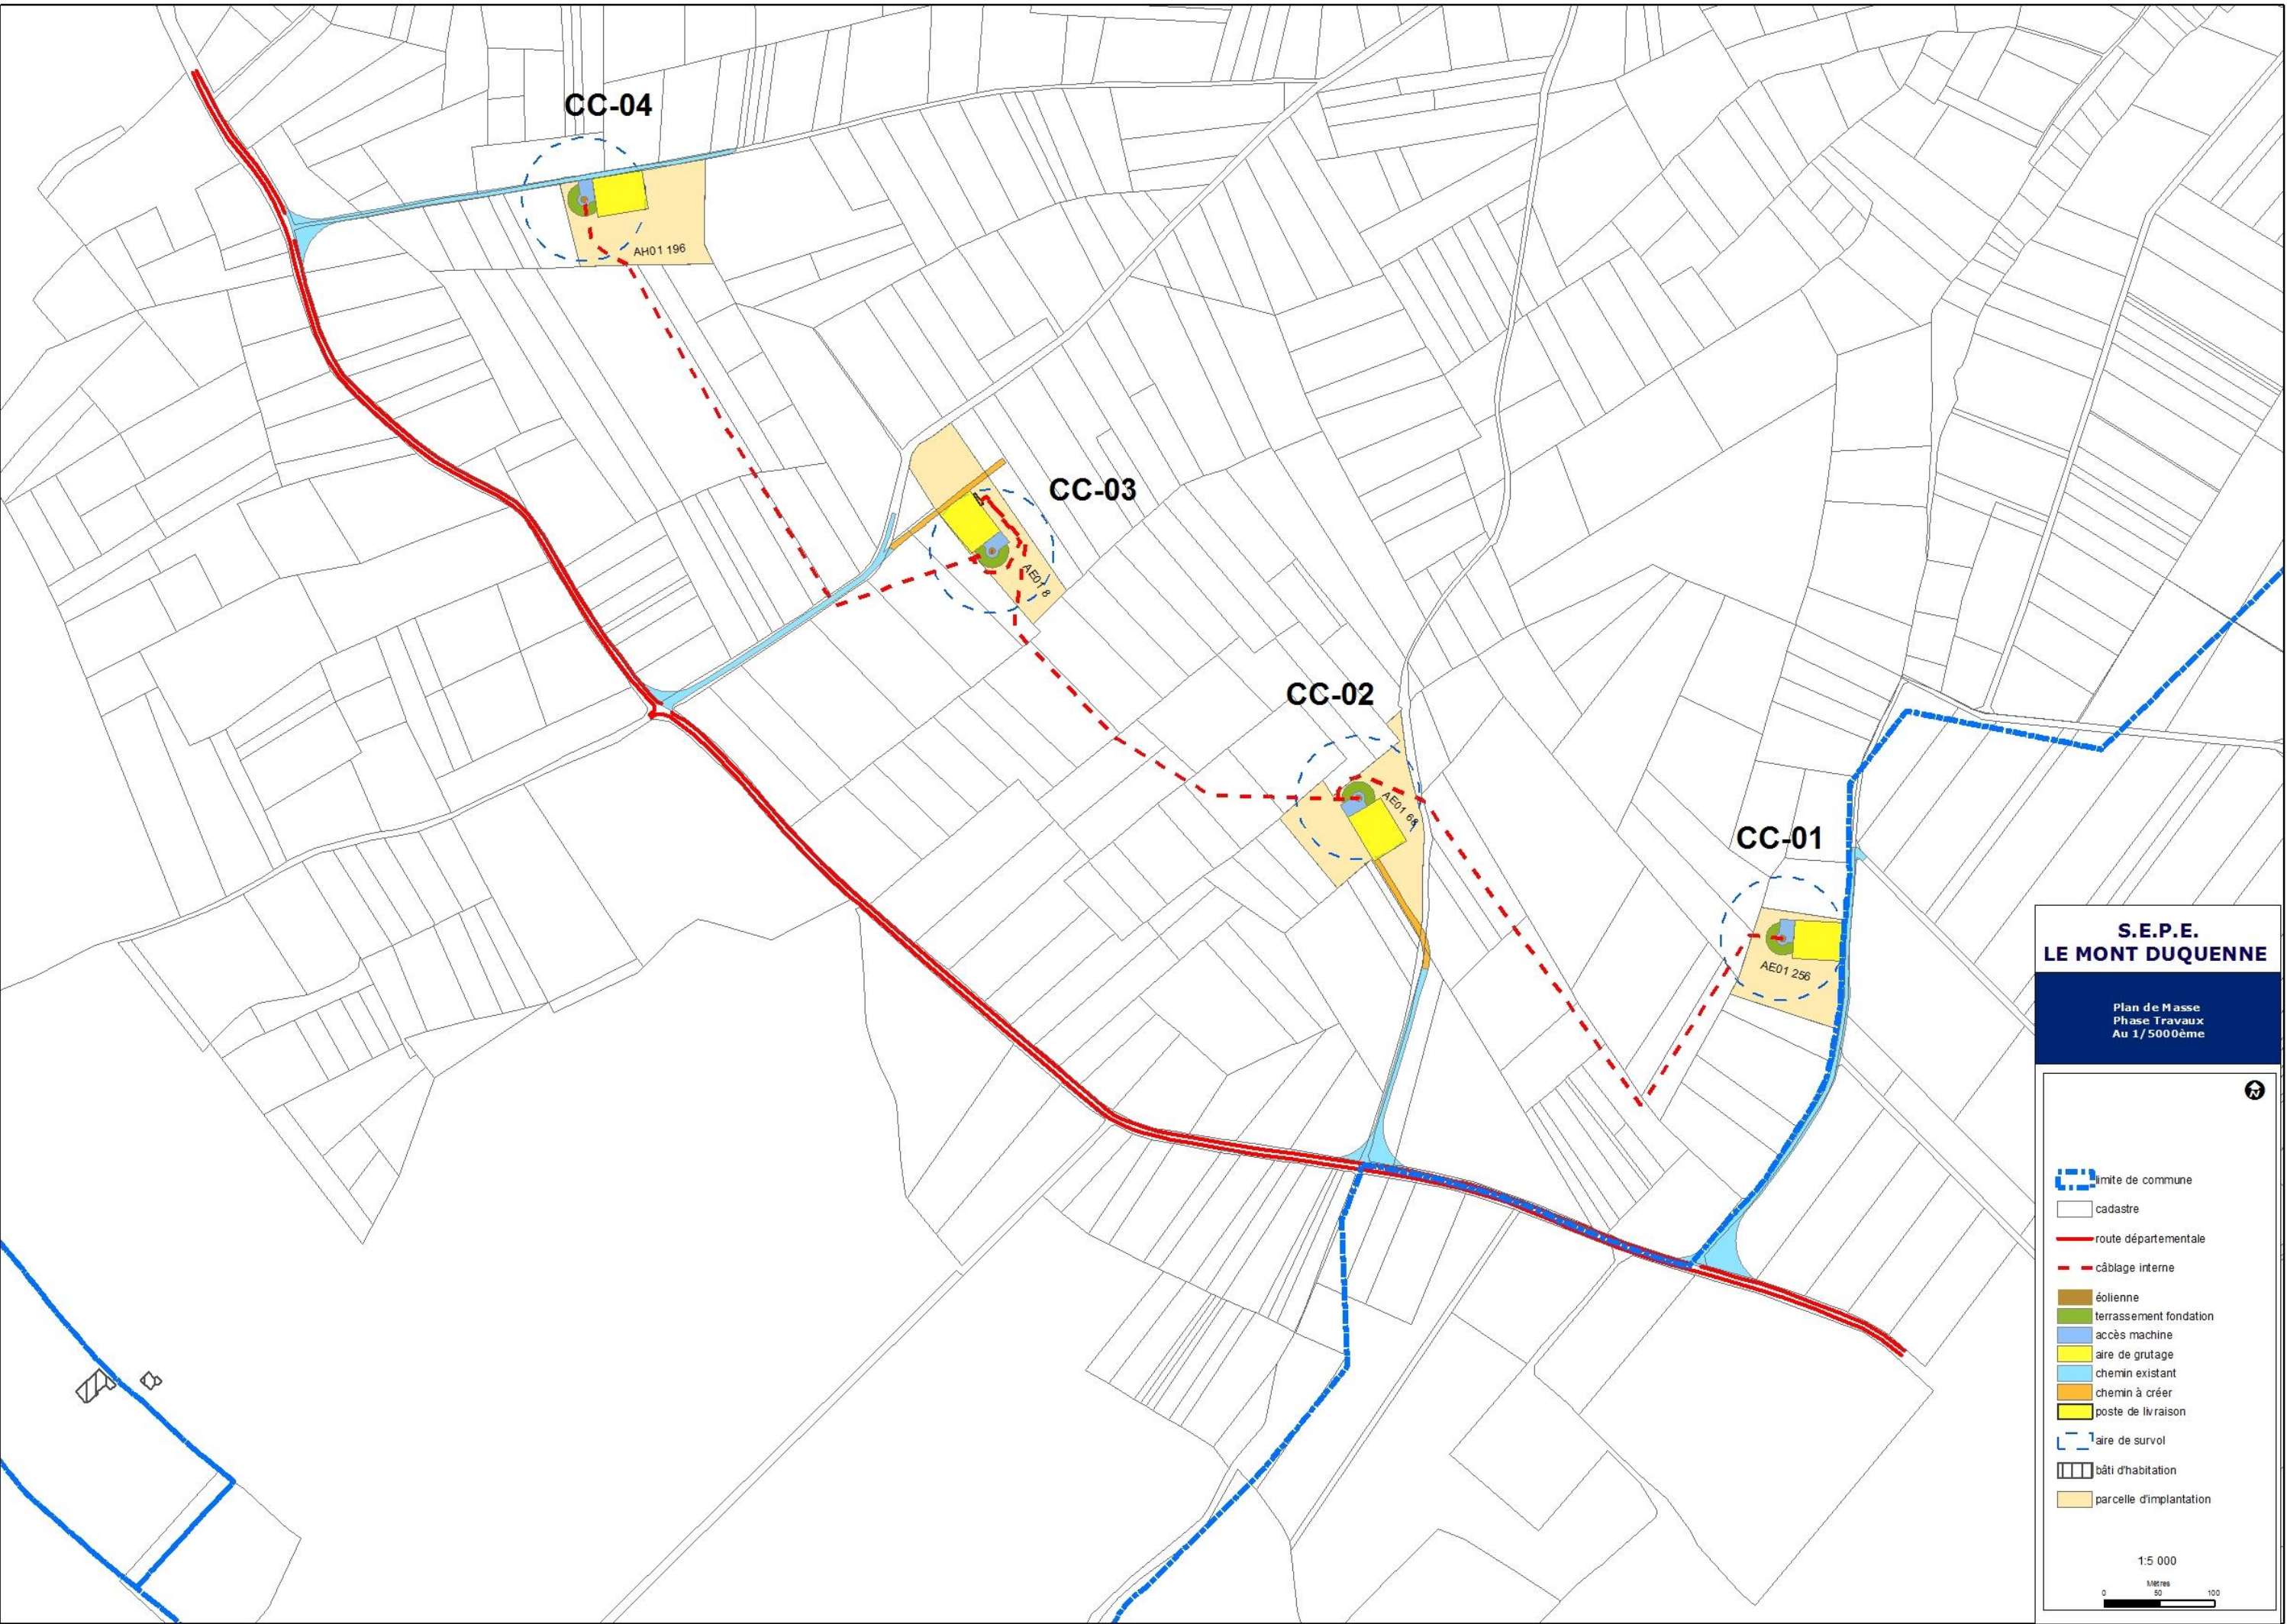 CC-04
AH01 196
CC-03
AE01 8
CC-02
AE01 68
CC-01
AE01 256
S.E.P.E.
LE MONT DUQUENNE
Plan de Masse
Phase Travaux
Au 1/5000ème
N
limite de commune
cadastre
route départementale
câblage interne
éolienne
terrassement fondation
accès machine
aire de grutage
chemin existant
chemin à créer
poste de livraison
aire de survol
bâti d'habitation
parcelle d'implantation
1:5 000
Mètres
0 50 100